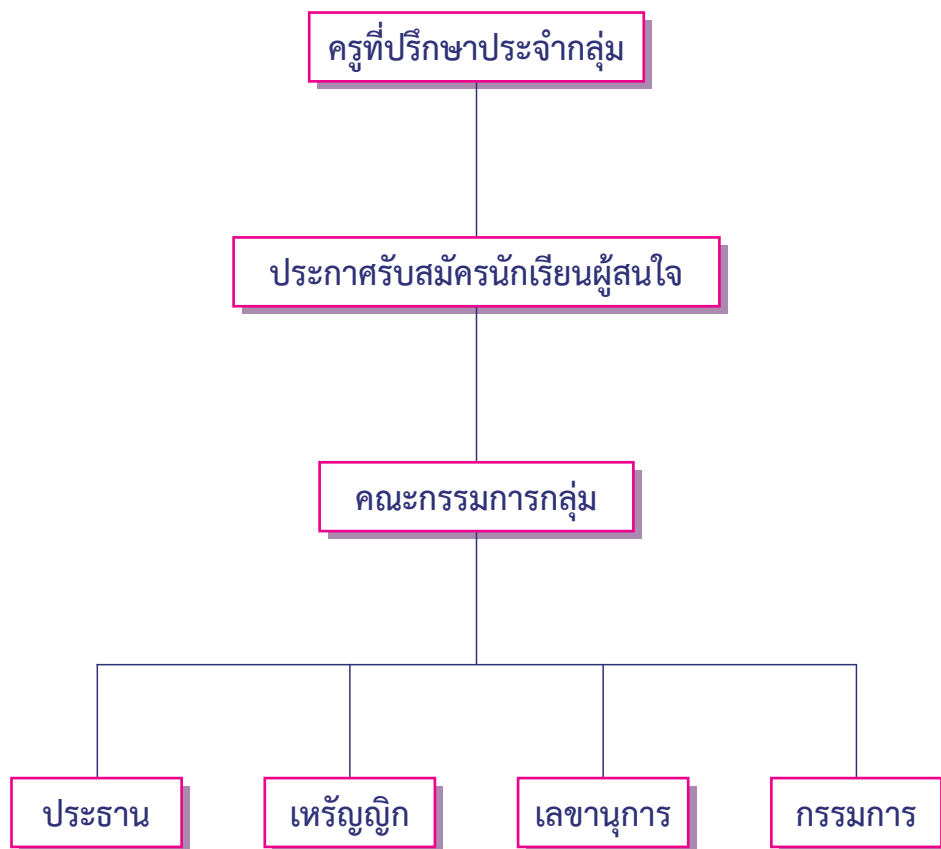 ครูที่ปรึกษาประจำกลุ่ม
ประกาศรับสมัครนักเรียนผู้สนใจ
คณะกรรมการกลุ่ม
ประธาน
เหรัญญิก
เลขานุการ
กรรมการ